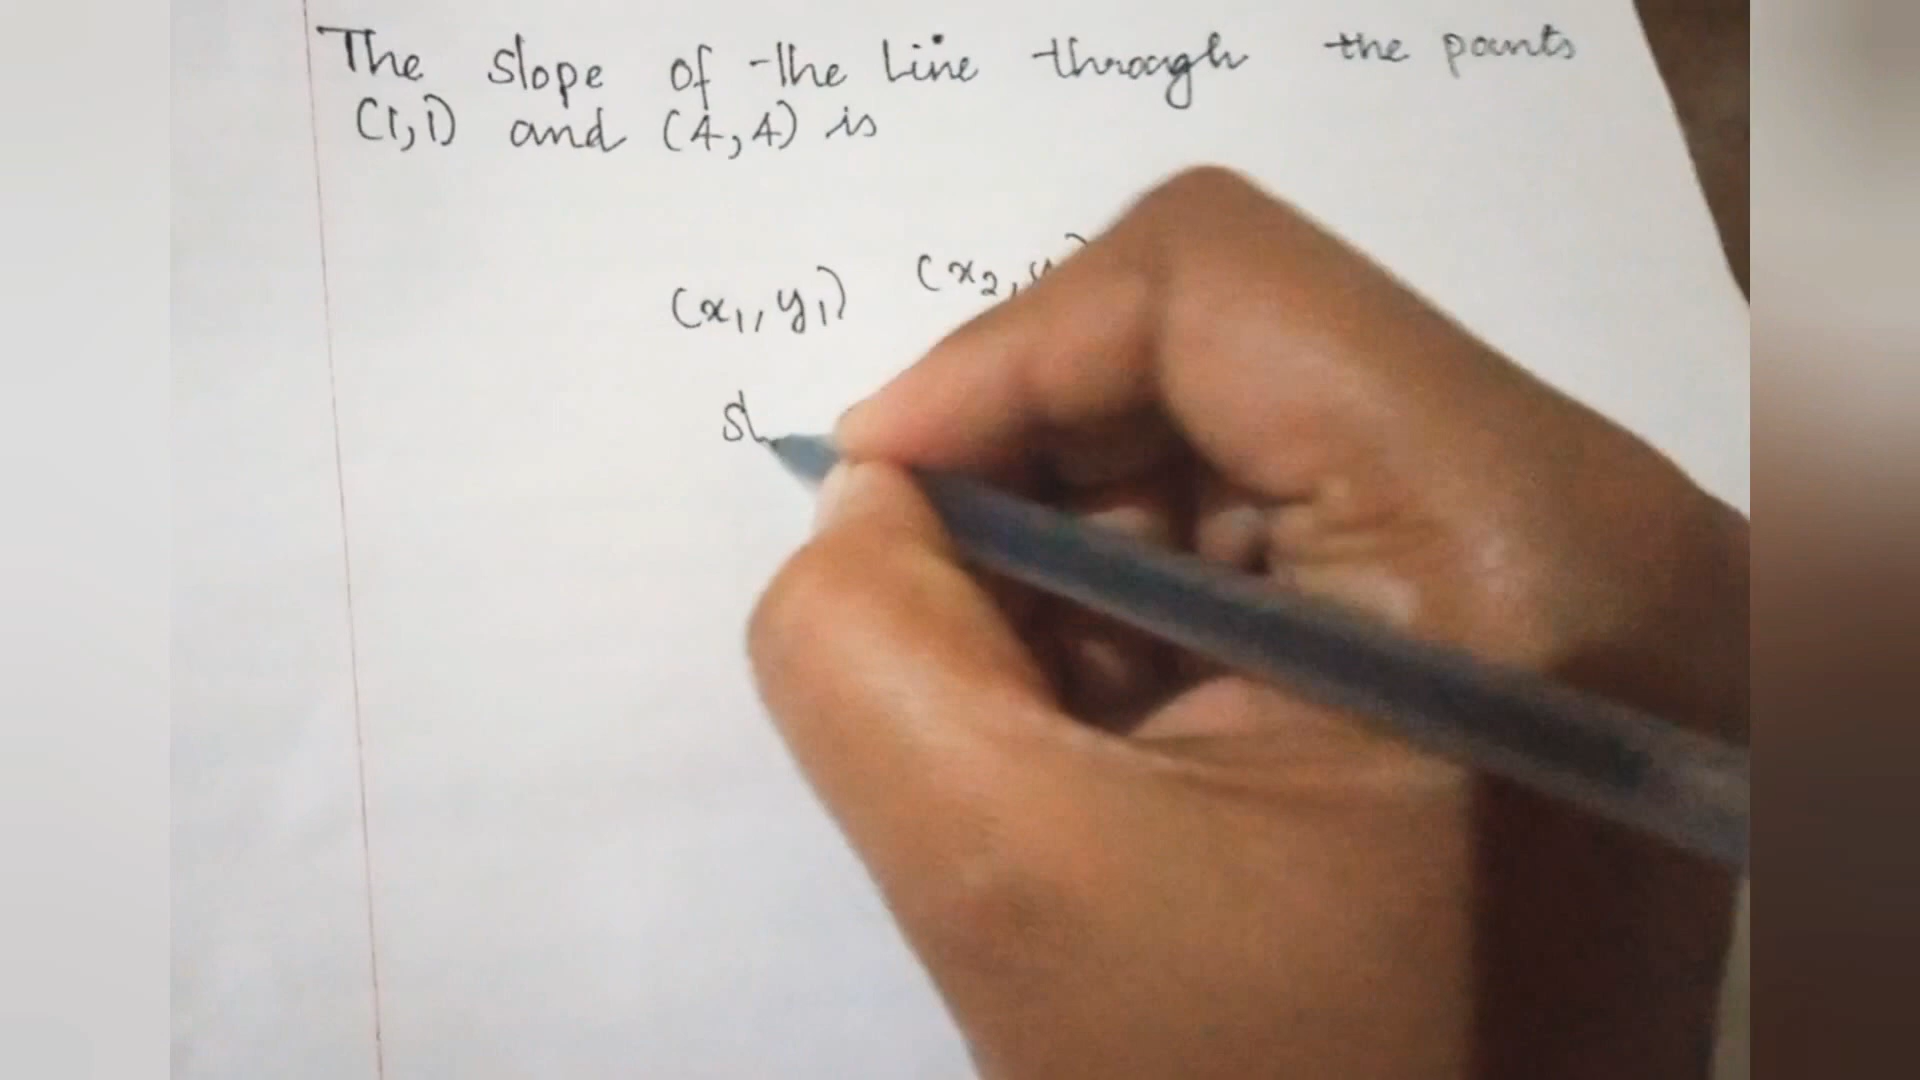 The slope of the line through the points
(1,1) and (4,4) is
(x1, y1) (x2, y
Sl